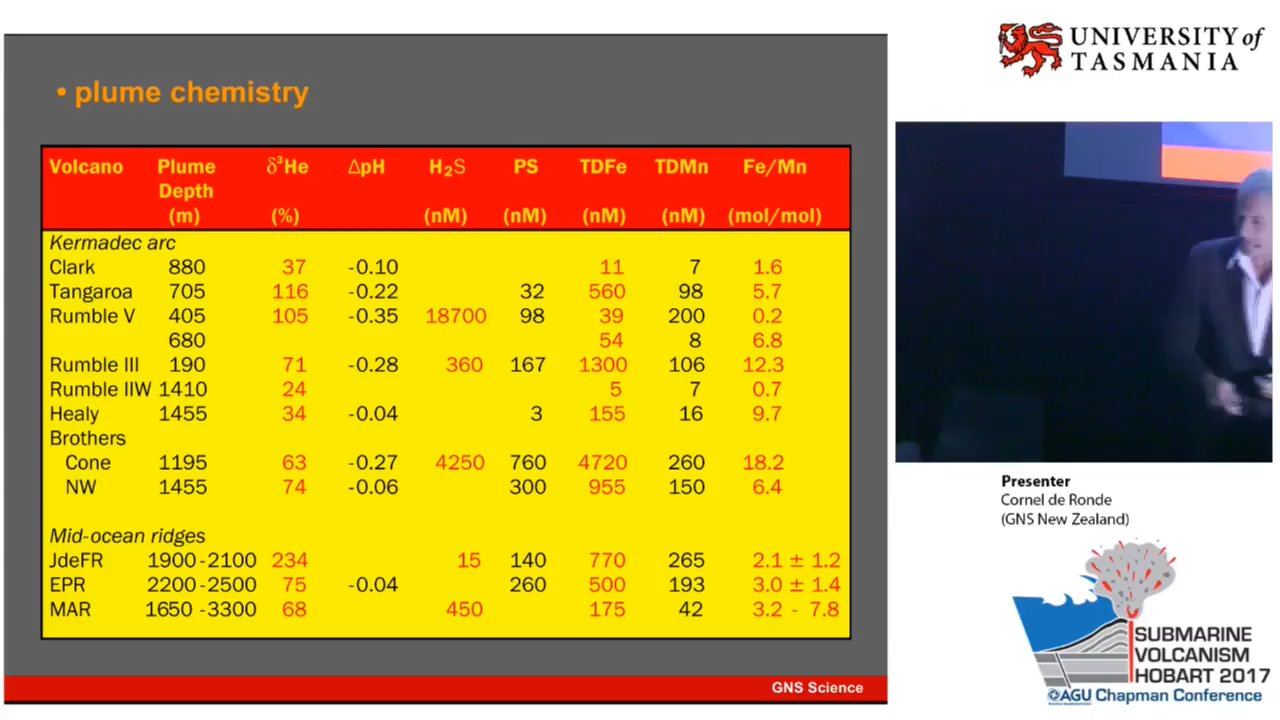 • plume chemistry
Volcano Plume δ³He ΔpH H₂S PS TDFe TDMn Fe/Mn
Depth
(m) (%) (nM) (nM) (nM) (nM) (mol/mol)
Kermadec arc
Clark 880 37 -0.10 11 7 1.6
Tangaroa 705 116 -0.22 32 560 98 5.7
Rumble V 405 105 -0.35 18700 98 39 200 0.2
680 54 8 6.8
Rumble III 190 71 -0.28 360 167 1300 106 12.3
Rumble IIW 1410 24 5 7 0.7
Healy 1455 34 -0.04 3 155 16 9.7
Brothers
Cone 1195 63 -0.27 4250 760 4720 260 18.2
NW 1455 74 -0.06 300 955 150 6.4
Mid-ocean ridges
JdeFR 1900-2100 234 15 140 770 265 2.1 ± 1.2
EPR 2200-2500 75 -0.04 260 500 193 3.0 ± 1.4
MAR 1650-3300 68 450 175 42 3.2 - 7.8
GNS Science
UNIVERSITY of
TASMANIA
Presenter
Cornel de Ronde
(GNS New Zealand)
SUBMARINE
VOLCANISM
HOBART 2017
AGU Chapman Conference